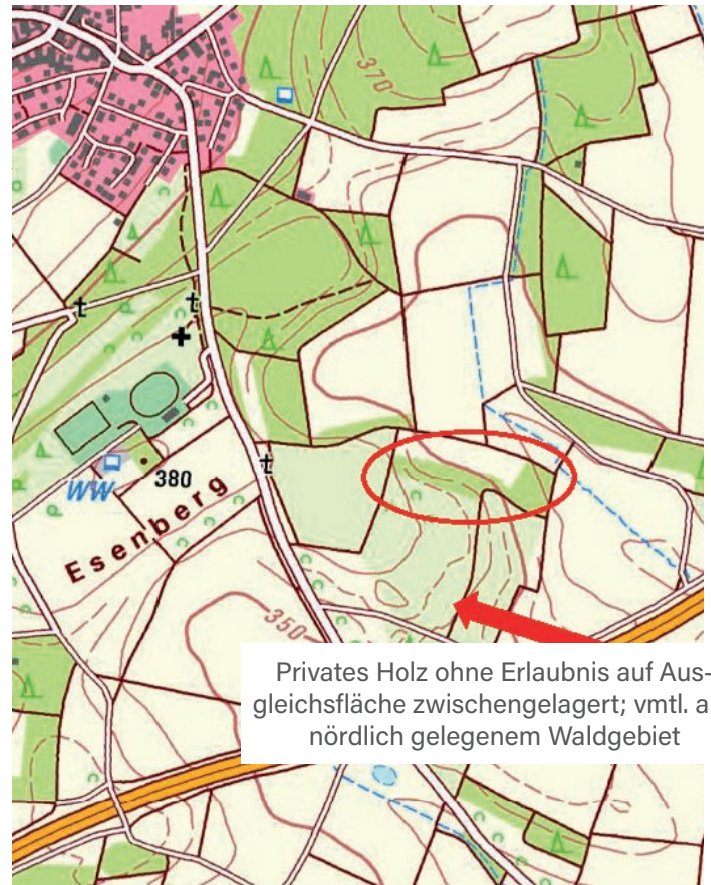 370
WW
380
Esenberg
350
Privates Holz ohne Erlaubnis auf Aus-
gleichsfläche zwischengelagert; vmtl. a
nördlich gelegenem Waldgebiet